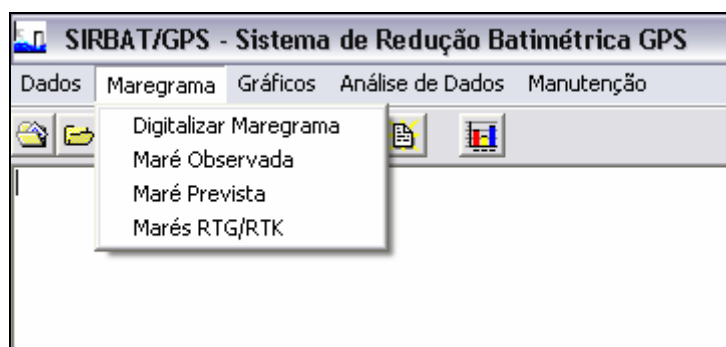 SIRBAT/GPS - Sistema de Redução Batimétrica GPS
Dados Maregrama Gráficos Análise de Dados Manutenção
Digitalizar Maregrama
Maré Observada
Maré Prevista
Marés RTG/RTK